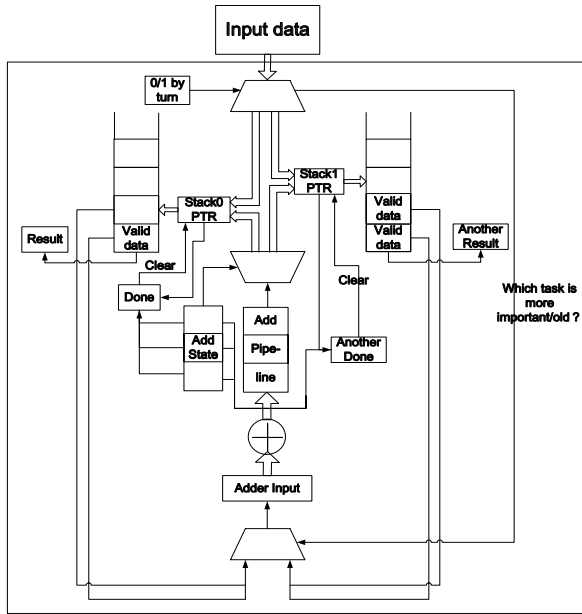 Input data
0/1 by
turn
Stack0
PTR
Stack1
PTR
Valid
data
Valid
data
Valid
data
Result
Another
Result
Clear
Clear
Done
Add
State
Add
Pipe-
line
Another
Done
Which task is
more
important/old ?
Adder Input